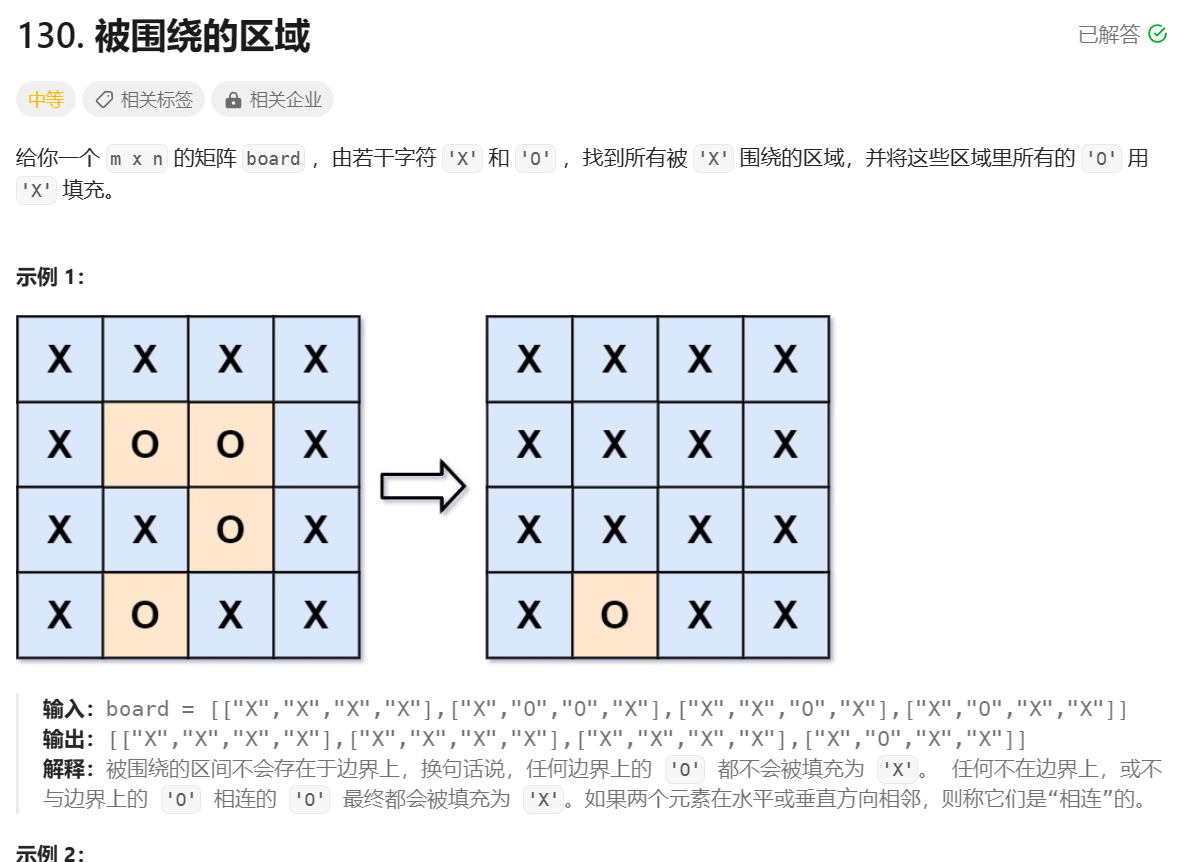 130. 被围绕的区域
已解答
中等 相关标签 相关企业
给你一个 m x n 的矩阵 board ，由若干字符 'X' 和 'O' ，找到所有被 'X' 围绕的区域，并将这些区域里所有的 'O' 用
'X' 填充。
示例 1：
X X X X
X O O X
X X O X
X O X X
X X X X
X X X X
X X X X
X O X X
输入：board = [["X","X","X","X"],["X","O","O","X"],["X","X","O","X"],["X","O","X","X"]]
输出：[["X","X","X","X"],["X","X","X","X"],["X","X","X","X"],["X","O","X","X"]]
解释：被围绕的区间不会存在于边界上，换句话说，任何边界上的 'O' 都不会被填充为 'X'。 任何不在边界上，或不
与边界上的 'O' 相连的 'O' 最终都会被填充为 'X'。如果两个元素在水平或垂直方向相邻，则称它们是“相连”的。
示例 2：